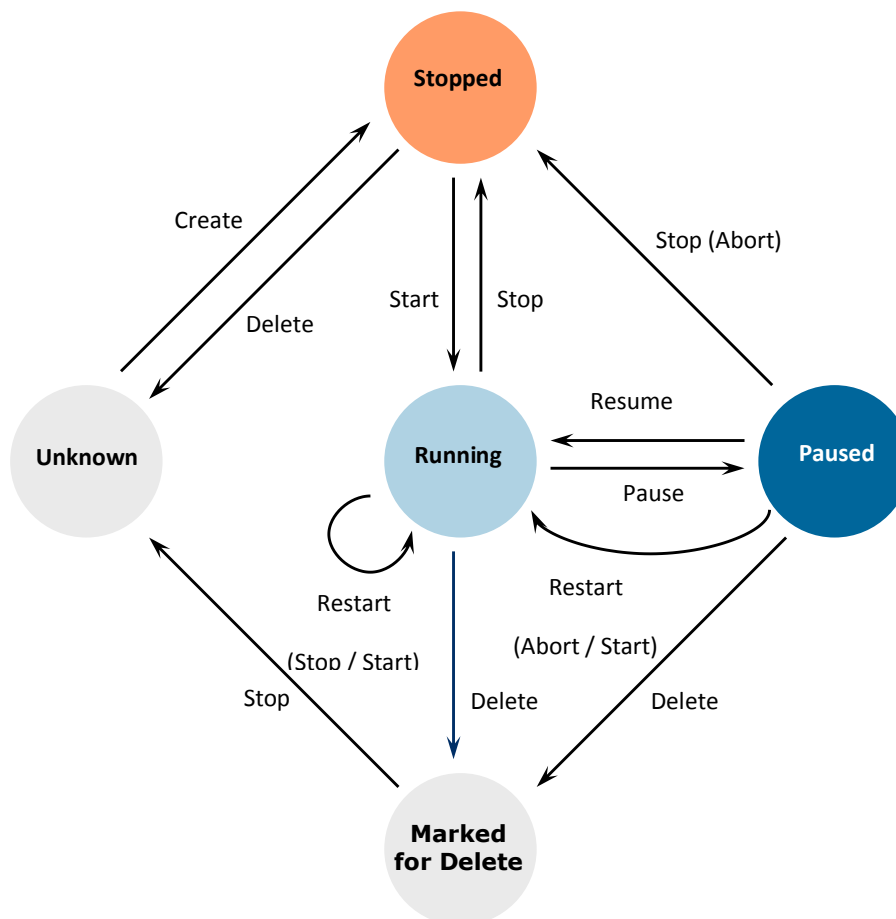 Stopped
Create
Stop (Abort)
Delete
Start
Stop
Resume
Unknown
Running
Paused
Pause
Restart
(Stop / Start)
Restart
(Abort / Start)
Stop
Delete
Delete
Marked
for Delete